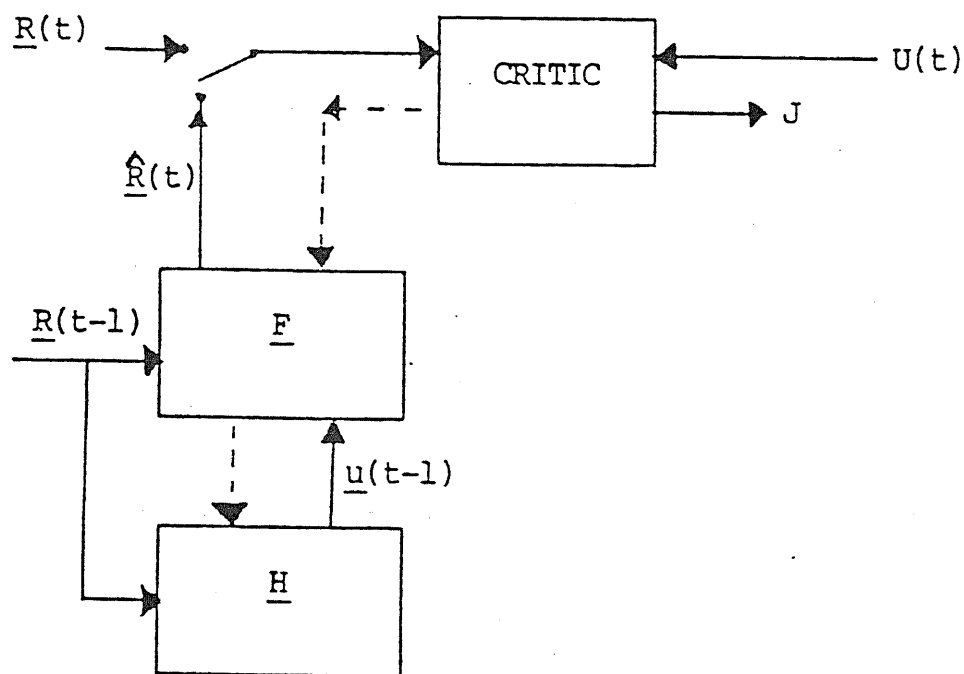 R(t)
CRITIC
U(t)
J
R̂(t)
R(t-1)
F
u(t-1)
H